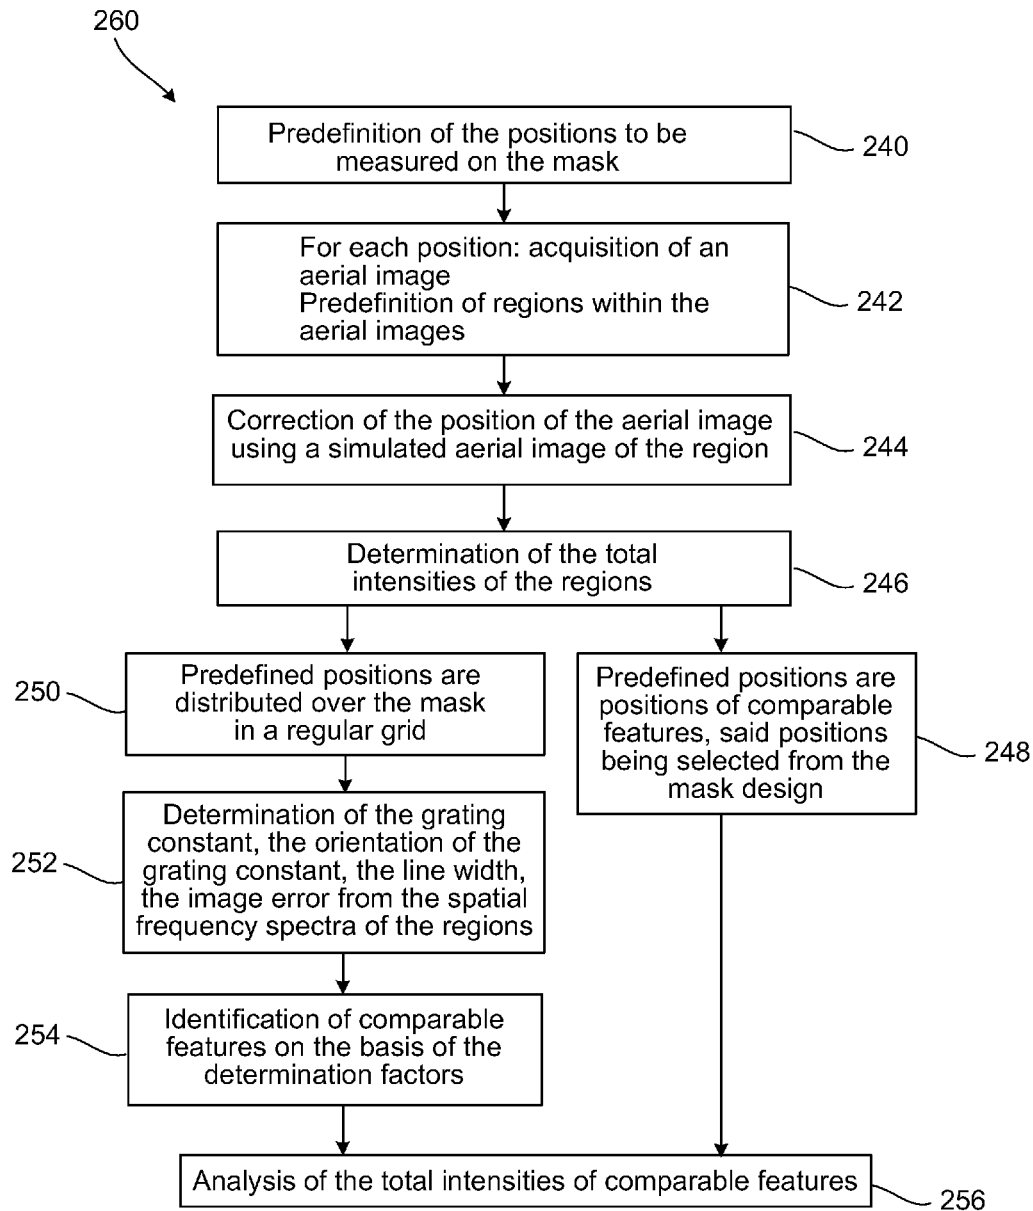 260
Predefinition of the positions to be
measured on the mask
240
For each position: acquisition of an
aerial image
Predefinition of regions within the
aerial images
242
Correction of the position of the aerial image
using a simulated aerial image of the region
244
Determination of the total
intensities of the regions
246
250
Predefined positions are
distributed over the mask
in a regular grid
Predefined positions are
positions of comparable
features, said positions
being selected from the
mask design
248
252
Determination of the grating
constant, the orientation of the
grating constant, the line width,
the image error from the spatial
frequency spectra of the regions
254
Identification of comparable
features on the basis of the
determination factors
Analysis of the total intensities of comparable features
256